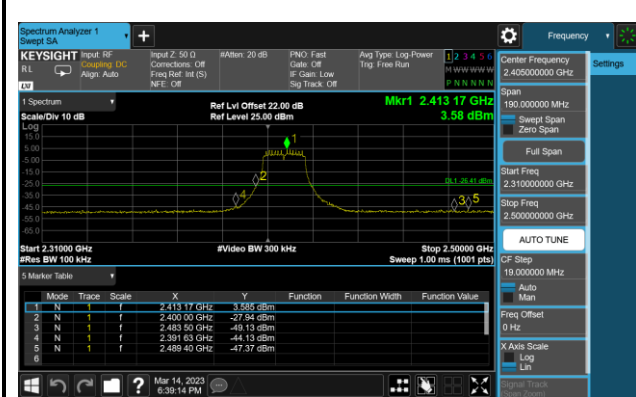 Spectrum Analyzer 1
Swept SA
+
Frequency
KEYSIGHT
RL
Input: RF
Coupling: DC
Align: Auto
Input Z: 50 Ω
Corrections: Off
Freq Ref: Int (S)
NFE: Off
#Atten: 20 dB
PNO: Fast
Gate: Off
IF Gain: Low
Sig Track: Off
Avg Type: Log-Power
Trig: Free Run
1 2 3 4 5 6
M W W W W W
P N N N N N
LXI
1 Spectrum
Scale/Div 10 dB
Ref Lvl Offset 22.00 dB
Ref Level 25.00 dBm
Mkr1 2.413 17 GHz
3.58 dBm
Log
15.0
5.00
-5.00
-15.0
-25.0
-35.0
-45.0
-55.0
-65.0
1
2
4
3
5
DL1 -26.41 dBm
Start 2.31000 GHz
#Res BW 100 kHz
#Video BW 300 kHz
Stop 2.50000 GHz
Sweep 1.00 ms (1001 pts)
5 Marker Table
Mode Trace Scale X Y Function Function Width Function Value
1 N 1 f 2.413 17 GHz 3.585 dBm
2 N 1 f 2.400 00 GHz -27.94 dBm
3 N 1 f 2.483 50 GHz -49.13 dBm
4 N 1 f 2.391 63 GHz -44.13 dBm
5 N 1 f 2.489 40 GHz -47.37 dBm
6
Mar 14, 2023
6:39:14 PM
?
Center Frequency
2.405000000 GHz
Settings
Span
190.000000 MHz
Swept Span
Zero Span
Full Span
Start Freq
2.310000000 GHz
Stop Freq
2.500000000 GHz
AUTO TUNE
CF Step
19.000000 MHz
Auto
Man
Freq Offset
0 Hz
X Axis Scale
Log
Lin
Signal Track
(Span Zoom)